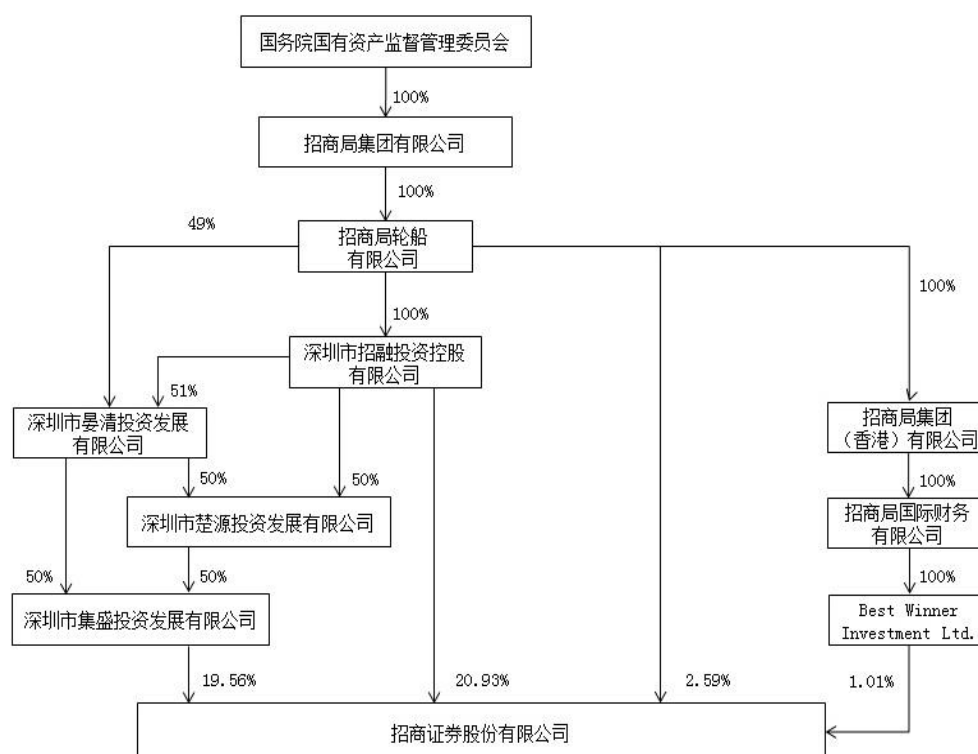 国务院国有资产监督管理委员会
100%
招商局集团有限公司
100%
49%
招商局轮船
有限公司
100%
100%
深圳市招融投资控股
有限公司
51%
深圳市晏清投资发展
有限公司
招商局集团
（香港）有限公司
50%
50%
100%
深圳市楚源投资发展有限公司
招商局国际财务
有限公司
50%
50%
100%
深圳市集盛投资发展有限公司
Best Winner
Investment Ltd.
19.56%
20.93%
2.59%
1.01%
招商证券股份有限公司